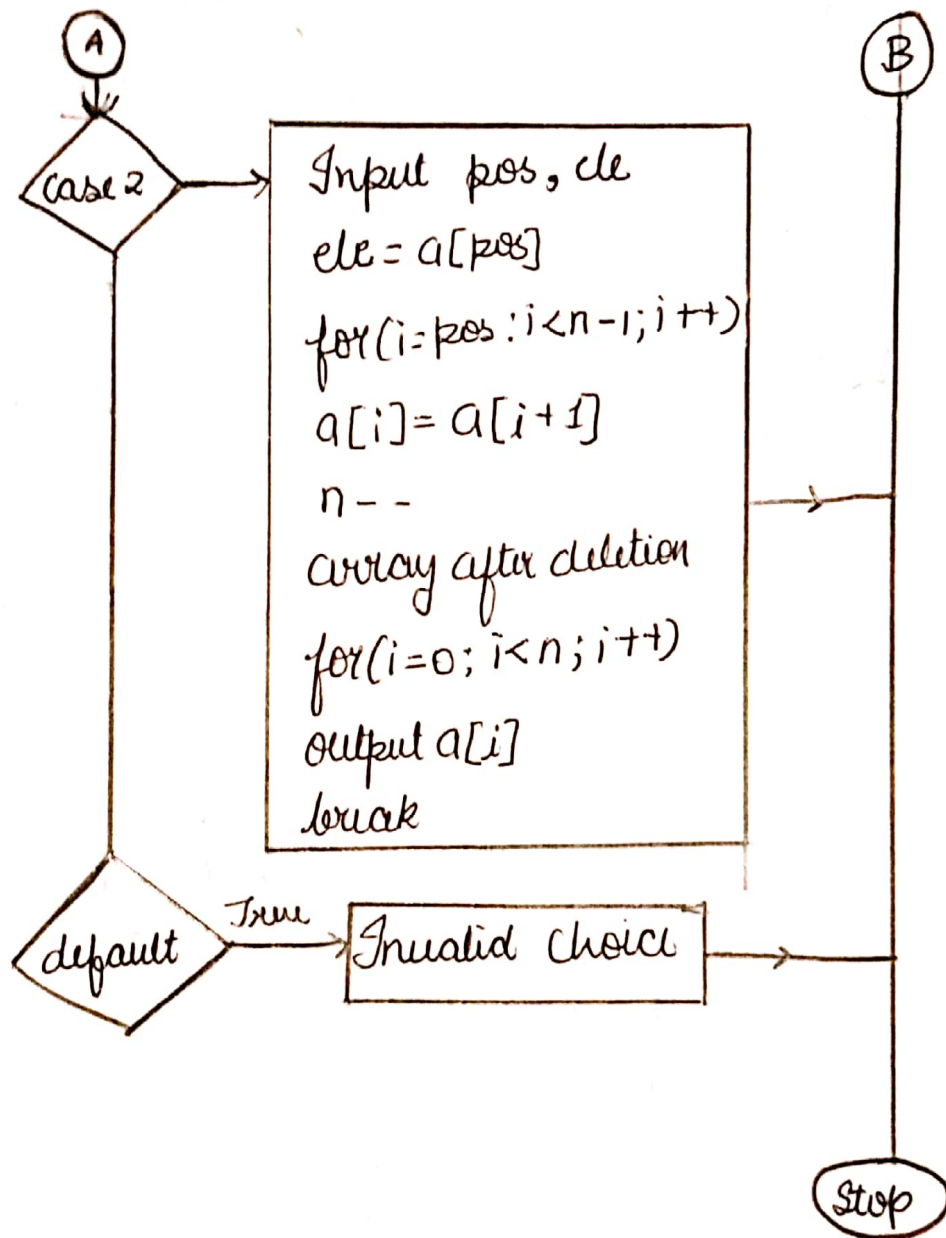 A
B
case 2
Input pos, ele
ele = a[pos]
for(i=pos : i<n-1; i++)
a[i] = a[i+1]
n--
array after deletion
for(i=0; i<n; i++)
output a[i]
break
default
True
Invalid choice
Stop